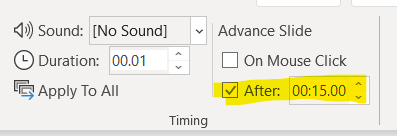 Sound: [No Sound] Advance Slide
Duration: 00.01 On Mouse Click
Apply To All After: 00:15.00
Timing